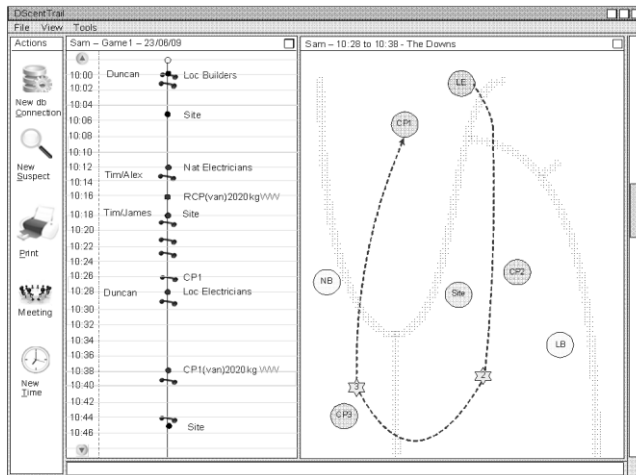 DScentTrail
File View Tools
Actions
New db
Connection
New
Suspect
Print
Meeting
New
Time
Sam – Game1 – 23/06/09
10:00 Duncan Loc Builders
10:02
10:04
10:06 Site
10:08
10:10
10:12 Nat Electricians
10:14 Tim/Alex
10:16 RCP(van)2020kg
10:18 Tim/James Site
10:20
10:22
10:24
10:26 CP1
10:28 Duncan Loc Electricians
10:30
10:32
10:34
10:36
10:38 CP1(van)2020kg
10:40
10:42
10:44
10:46 Site
Sam – 10:28 to 10:38 - The Downs
LE
CP1
CP2
NB
Site
LB
2
3
CP3